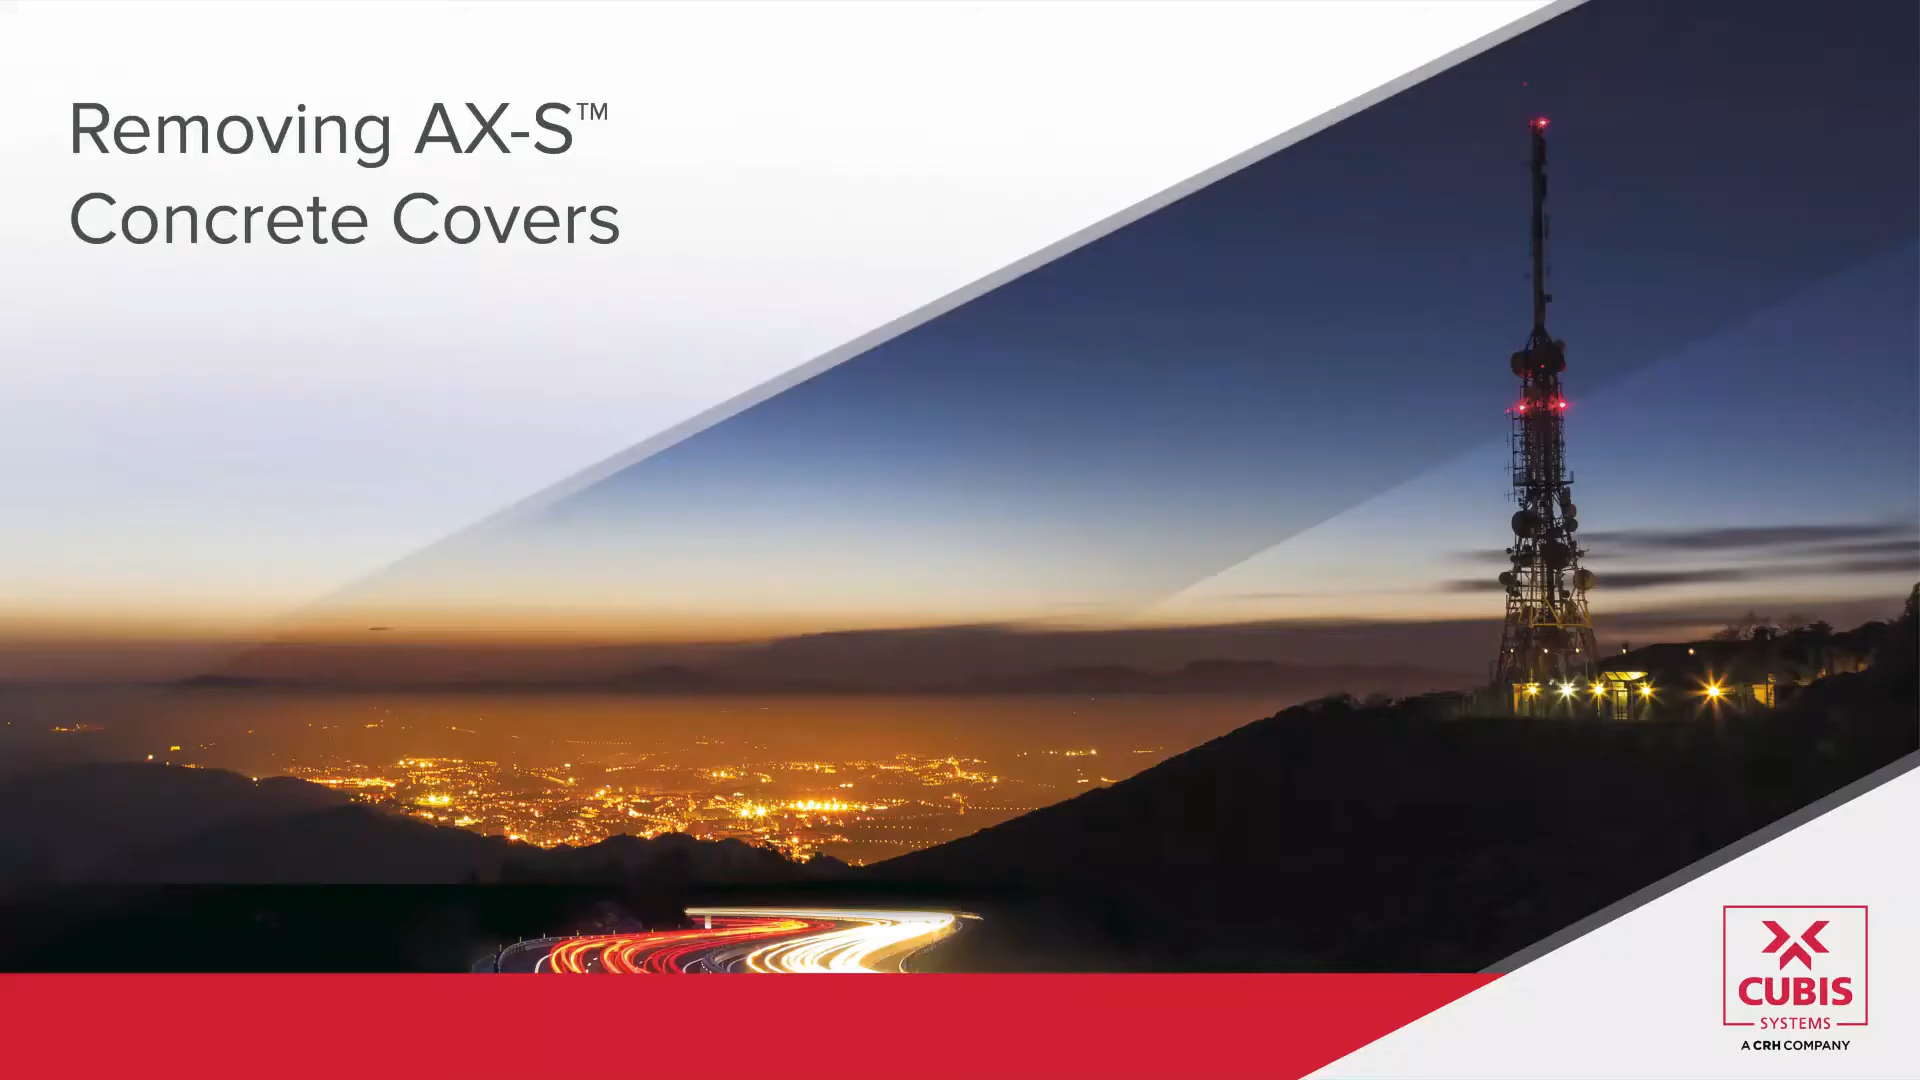 Removing AX-S™
Concrete Covers
CUBIS
SYSTEMS
A CRH COMPANY